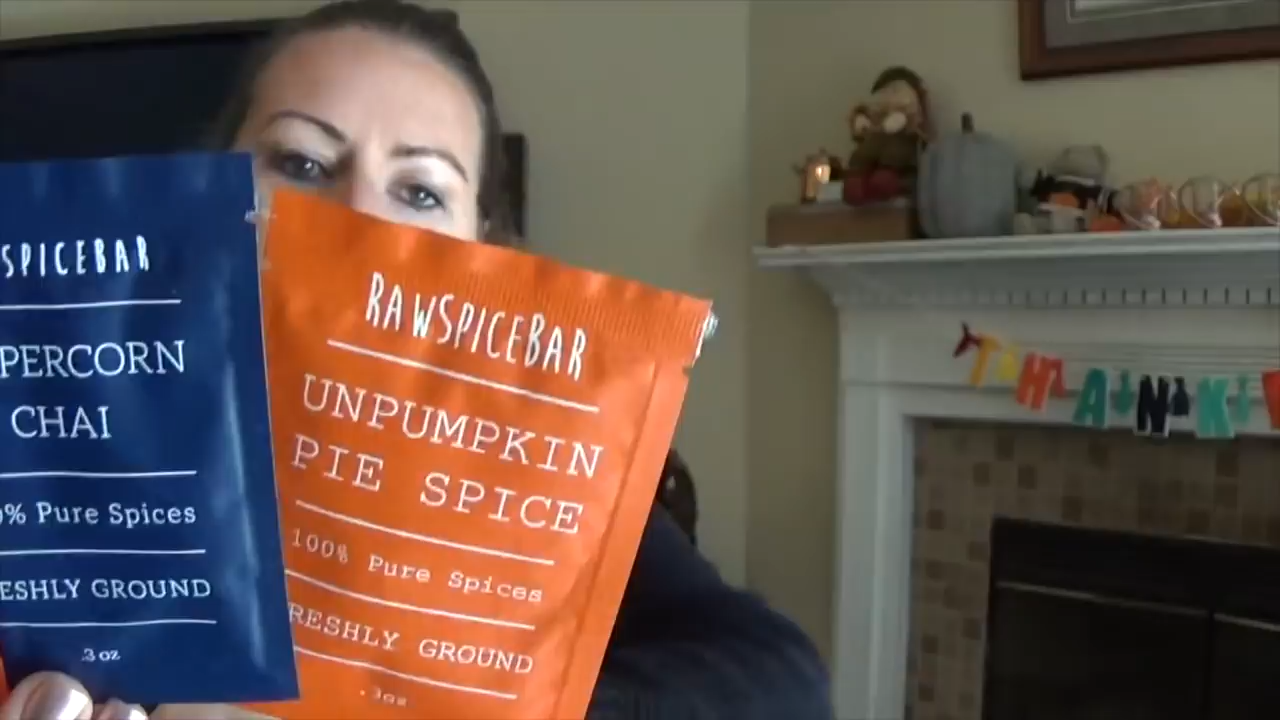 SPICEBAR
PERCORN
CHAI
% Pure Spices
ESHLY GROUND
.3 oz
RAWSPICEBAR
UNPUMPKIN
PIE SPICE
100% Pure Spices
RESHLY GROUND
.3oz
THANK